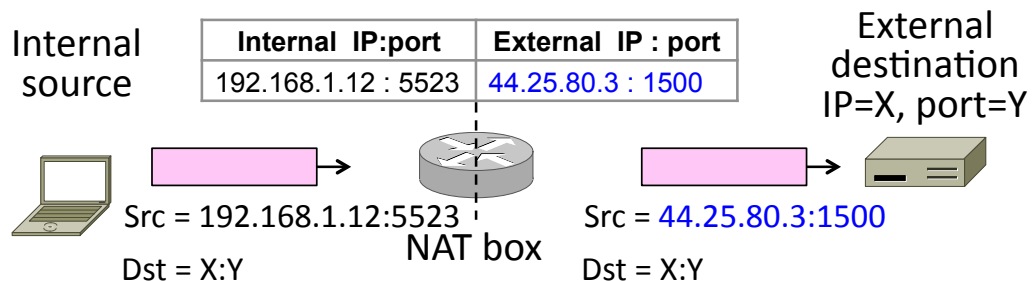 Internal source
Internal IP:port External IP : port
192.168.1.12 : 5523 44.25.80.3 : 1500
External destination
IP=X, port=Y
Src = 192.168.1.12:5523
Dst = X:Y
NAT box
Src = 44.25.80.3:1500
Dst = X:Y